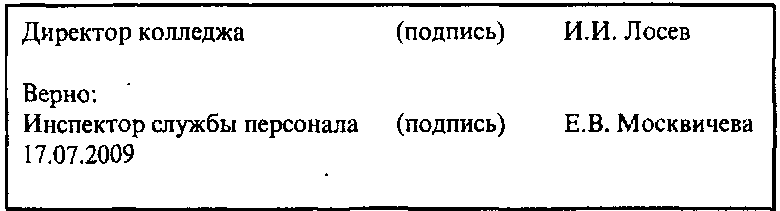 Директор колледжа (подпись) И.И. Лосев
Верно:
Инспектор службы персонала (подпись) Е.В. Москвичева
17.07.2009